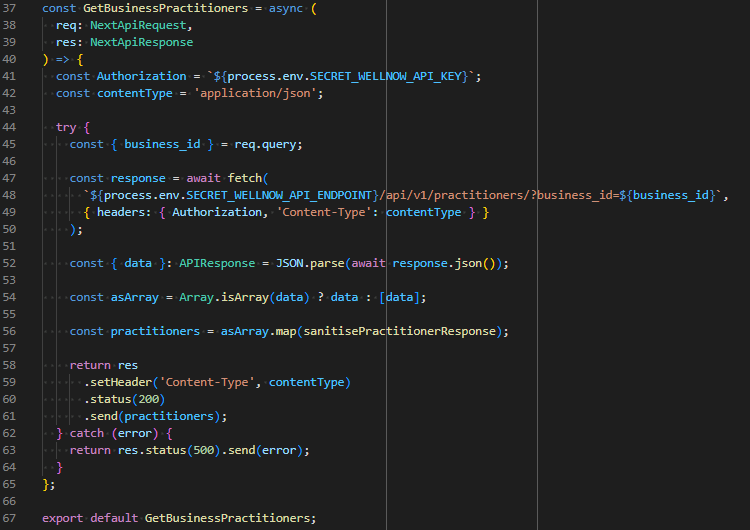 37 const GetBusinessPractitioners = async (
38   req: NextApiRequest,
39   res: NextApiResponse
40 ) => {
41   const Authorization = `${process.env.SECRET_WELLNOW_API_KEY}`;
42   const contentType = 'application/json';
43
44   try {
45     const { business_id } = req.query;
46
47     const response = await fetch(
48       `${process.env.SECRET_WELLNOW_API_ENDPOINT}/api/v1/practitioners/?business_id=${business_id}`,
49       { headers: { Authorization, 'Content-Type': contentType } }
50     );
51
52     const { data }: APIResponse = JSON.parse(await response.json());
53
54     const asArray = Array.isArray(data) ? data : [data];
55
56     const practitioners = asArray.map(sanitisePractitionerResponse);
57
58     return res
59       .setHeader('Content-Type', contentType)
60       .status(200)
61       .send(practitioners);
62   } catch (error) {
63     return res.status(500).send(error);
64   }
65 };
66
67 export default GetBusinessPractitioners;